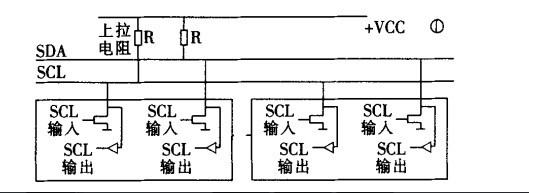 上拉 电阻 R R +VCC ①
SDA
SCL
SCL 输入 SCL 输入 SCL 输入 SCL 输入
SCL 输出 SCL 输出 SCL 输出 SCL 输出